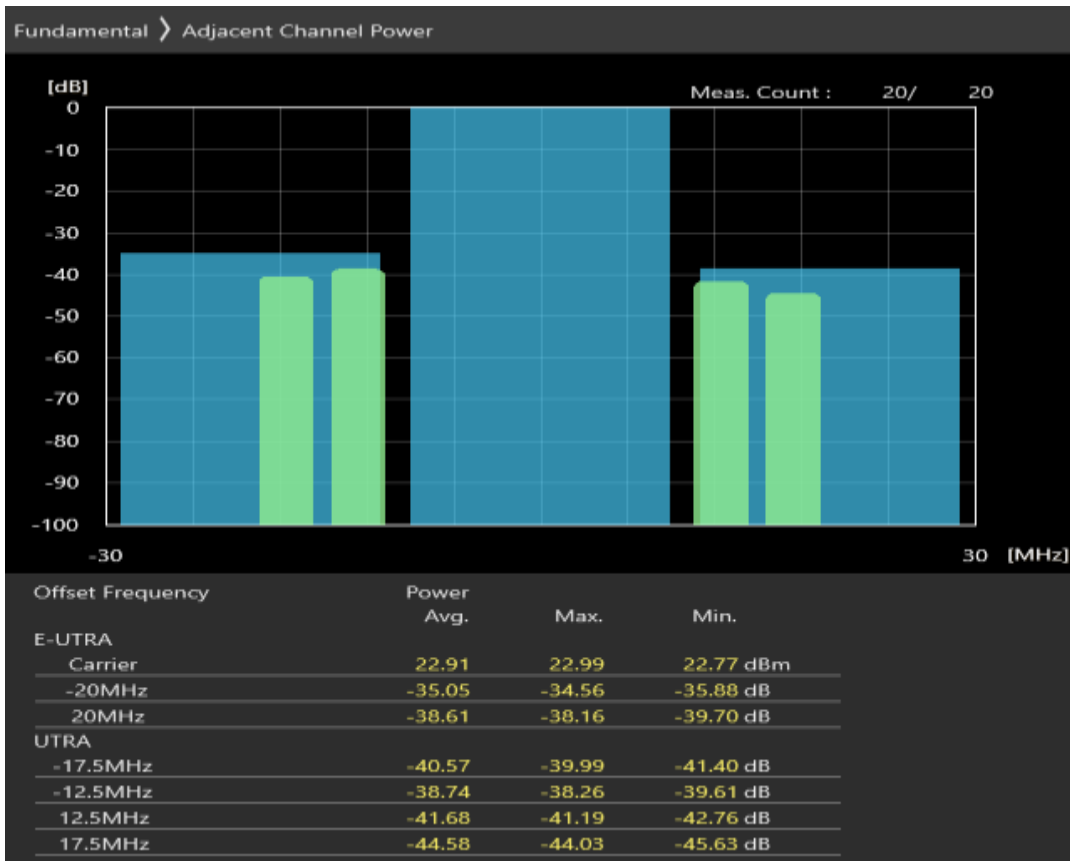 Fundamental 〉 Adjacent Channel Power
[dB]
Meas. Count : 20/ 20
0
-10
-20
-30
-40
-50
-60
-70
-80
-90
-100
-30 30 [MHz]
Offset Frequency Power
Avg. Max. Min.
E-UTRA
Carrier 22.91 22.99 22.77 dBm
-20MHz -35.05 -34.56 -35.88 dB
20MHz -38.61 -38.16 -39.70 dB
UTRA
-17.5MHz -40.57 -39.99 -41.40 dB
-12.5MHz -38.74 -38.26 -39.61 dB
12.5MHz -41.68 -41.19 -42.76 dB
17.5MHz -44.58 -44.03 -45.63 dB